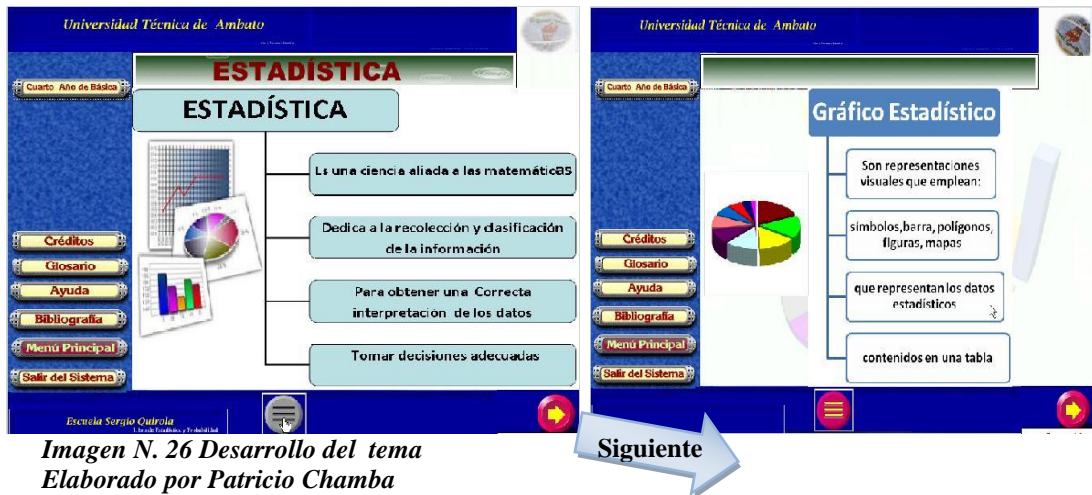 Universidad Técnica de Ambato
ESTADÍSTICA
Cuarto Año de Básica
ESTADÍSTICA
Es una ciencia aliada a las matemáticas
Dedica a la recolección y clasificación
de la información
Para obtener una Correcta
interpretación de los datos
Tomar decisiones adecuadas
Créditos
Glosario
Ayuda
Bibliografía
Menú Principal
Salir del Sistema
Escuela Sergio Quirola
Universidad Técnica de Ambato
Cuarto Año de Básica
Gráfico Estadístico
Son representaciones
visuales que emplean:
símbolos,barra, polígonos,
figuras, mapas
que representan los datos
estadísticos
contenidos en una tabla
Créditos
Glosario
Ayuda
Bibliografía
Menú Principal
Salir del Sistema
Imagen N. 26 Desarrollo del tema
Elaborado por Patricio Chamba
Siguiente